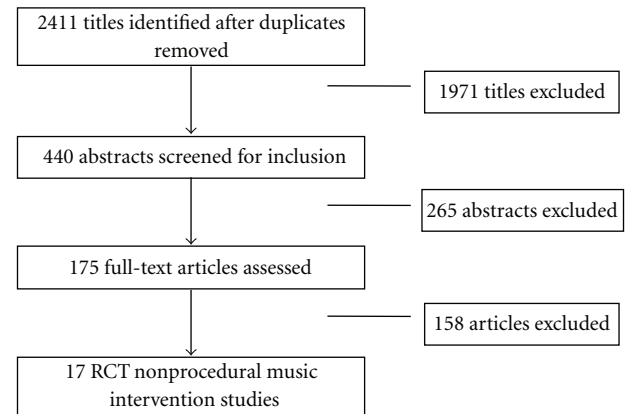 2411 titles identified after duplicates
removed
1971 titles excluded
440 abstracts screened for inclusion
265 abstracts excluded
175 full-text articles assessed
158 articles excluded
17 RCT nonprocedural music
intervention studies